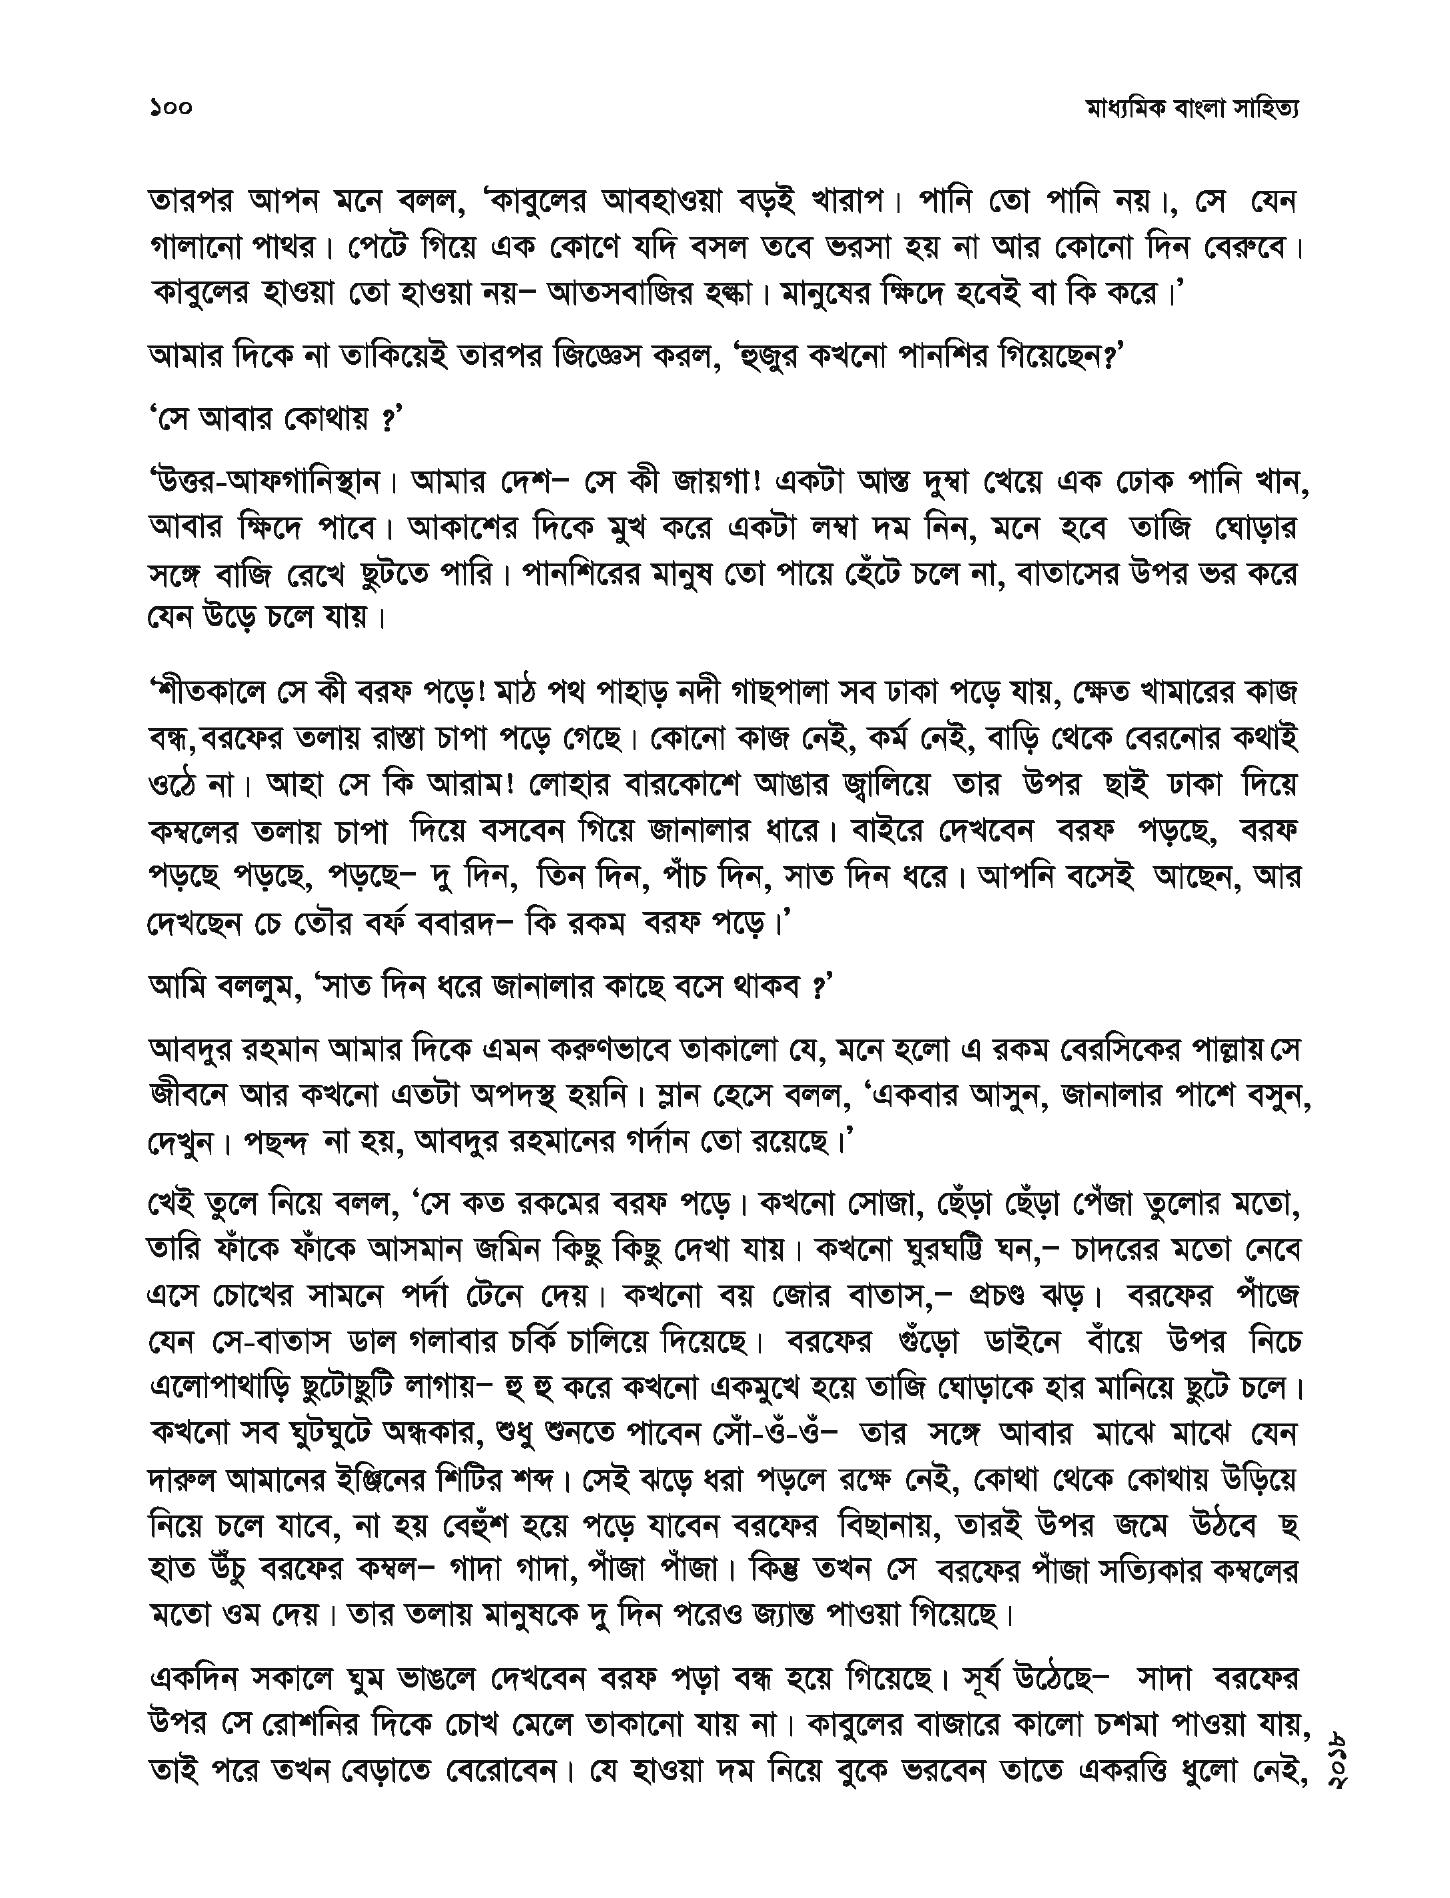 ১০০
মাধ্যমিক বাংলা সাহিত্য
তারপর আপন মনে বলল, ‘কাবুলের আবহাওয়া বড়ই খারাপ। পানি তো পানি নয়।, সে যেন
গালানো পাথর। পেটে গিয়ে এক কোণে যদি বসল তবে ভরসা হয় না আর কোনো দিন বেরুবে।
কাবুলের হাওয়া তো হাওয়া নয়– আতসবাজির হল্কা। মানুষের ক্ষিদে হবেই বা কি করে।’
আমার দিকে না তাকিয়েই তারপর জিজ্ঞেস করল, ‘হুজুর কখনো পানশির গিয়েছেন?’
‘সে আবার কোথায় ?’
‘উত্তর-আফগানিস্থান। আমার দেশ– সে কী জায়গা! একটা আস্ত দুম্বা খেয়ে এক ঢোক পানি খান,
আবার ক্ষিদে পাবে। আকাশের দিকে মুখ করে একটা লম্বা দম নিন, মনে হবে তাজি ঘোড়ার
সঙ্গে বাজি রেখে ছুটতে পারি। পানশিরের মানুষ তো পায়ে হেঁটে চলে না, বাতাসের উপর ভর করে
যেন উড়ে চলে যায়।
‘শীতকালে সে কী বরফ পড়ে! মাঠ পথ পাহাড় নদী গাছপালা সব ঢাকা পড়ে যায়, ক্ষেত খামারের কাজ
বন্ধ, বরফের তলায় রাস্তা চাপা পড়ে গেছে। কোনো কাজ নেই, কর্ম নেই, বাড়ি থেকে বেরনোর কথাই
ওঠে না। আহা সে কি আরাম! লোহার বারকোশে আঙার জ্বালিয়ে তার উপর ছাই ঢাকা দিয়ে
কম্বলের তলায় চাপা দিয়ে বসবেন গিয়ে জানালার ধারে। বাইরে দেখবেন বরফ পড়ছে, বরফ
পড়ছে পড়ছে, পড়ছে– দু দিন, তিন দিন, পাঁচ দিন, সাত দিন ধরে। আপনি বসেই আছেন, আর
দেখছেন চে তৌর বর্ফ ববারদ– কি রকম বরফ পড়ে।’
আমি বললুম, ‘সাত দিন ধরে জানালার কাছে বসে থাকব ?’
আবদুর রহমান আমার দিকে এমন করুণভাবে তাকালো যে, মনে হলো এ রকম বেরসিকের পাল্লায় সে
জীবনে আর কখনো এতটা অপদস্থ হয়নি। ম্লান হেসে বলল, ‘একবার আসুন, জানালার পাশে বসুন,
দেখুন। পছন্দ না হয়, আবদুর রহমানের গর্দান তো রয়েছে।’
খেই তুলে নিয়ে বলল, ‘সে কত রকমের বরফ পড়ে। কখনো সোজা, ছেঁড়া ছেঁড়া পেঁজা তুলোর মতো,
তারি ফাঁকে ফাঁকে আসমান জমিন কিছু কিছু দেখা যায়। কখনো ঘুরঘট্টি ঘন,– চাদরের মতো নেবে
এসে চোখের সামনে পর্দা টেনে দেয়। কখনো বয় জোর বাতাস,– প্রচণ্ড ঝড়। বরফের পাঁজে
যেন সে-বাতাস ডাল গলাবার চর্কি চালিয়ে দিয়েছে। বরফের গুঁড়ো ডাইনে বাঁয়ে উপর নিচে
এলোপাথাড়ি ছুটোছুটি লাগায়– হু হু করে কখনো একমুখে হয়ে তাজি ঘোড়াকে হার মানিয়ে ছুটে চলে।
কখনো সব ঘুটঘুটে অন্ধকার, শুধু শুনতে পাবেন সোঁ-ওঁ-ওঁ– তার সঙ্গে আবার মাঝে মাঝে যেন
দারুল আমানের ইঞ্জিনের শিটির শব্দ। সেই ঝড়ে ধরা পড়লে রক্ষে নেই, কোথা থেকে কোথায় উড়িয়ে
নিয়ে চলে যাবে, না হয় বেহুঁশ হয়ে পড়ে যাবেন বরফের বিছানায়, তারই উপর জমে উঠবে ছ
হাত উঁচু বরফের কম্বল– গাদা গাদা, পাঁজা পাঁজা। কিন্তু তখন সে বরফের পাঁজা সত্যিকার কম্বলের
মতো ওম দেয়। তার তলায় মানুষকে দু দিন পরেও জ্যান্ত পাওয়া গিয়েছে।
একদিন সকালে ঘুম ভাঙলে দেখবেন বরফ পড়া বন্ধ হয়ে গিয়েছে। সূর্য উঠেছে– সাদা বরফের
উপর সে রোশনির দিকে চোখ মেলে তাকানো যায় না। কাবুলের বাজারে কালো চশমা পাওয়া যায়,
তাই পরে তখন বেড়াতে বেরোবেন। যে হাওয়া দম নিয়ে বুকে ভরবেন তাতে একরত্তি ধুলো নেই,
২০১৮